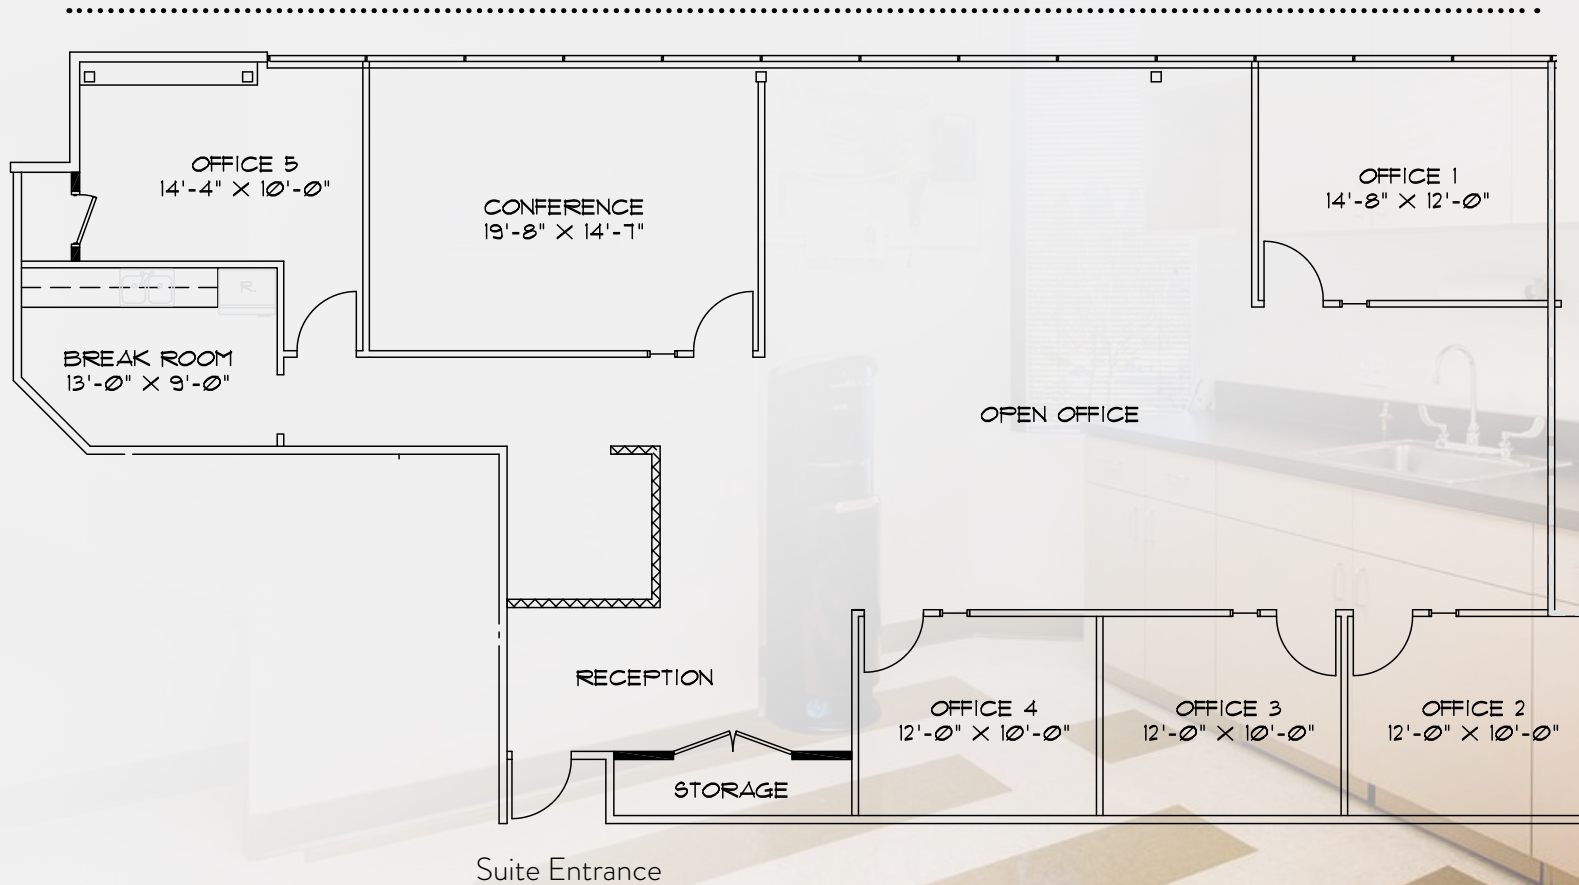 OFFICE 5
14'-4" X 10'-0"
CONFERENCE
19'-8" X 14'-7"
OFFICE 1
14'-8" X 12'-0"
R.
BREAK ROOM
13'-0" X 9'-0"
OPEN OFFICE
RECEPTION
OFFICE 4
12'-0" X 10'-0"
OFFICE 3
12'-0" X 10'-0"
OFFICE 2
12'-0" X 10'-0"
STORAGE
Suite Entrance